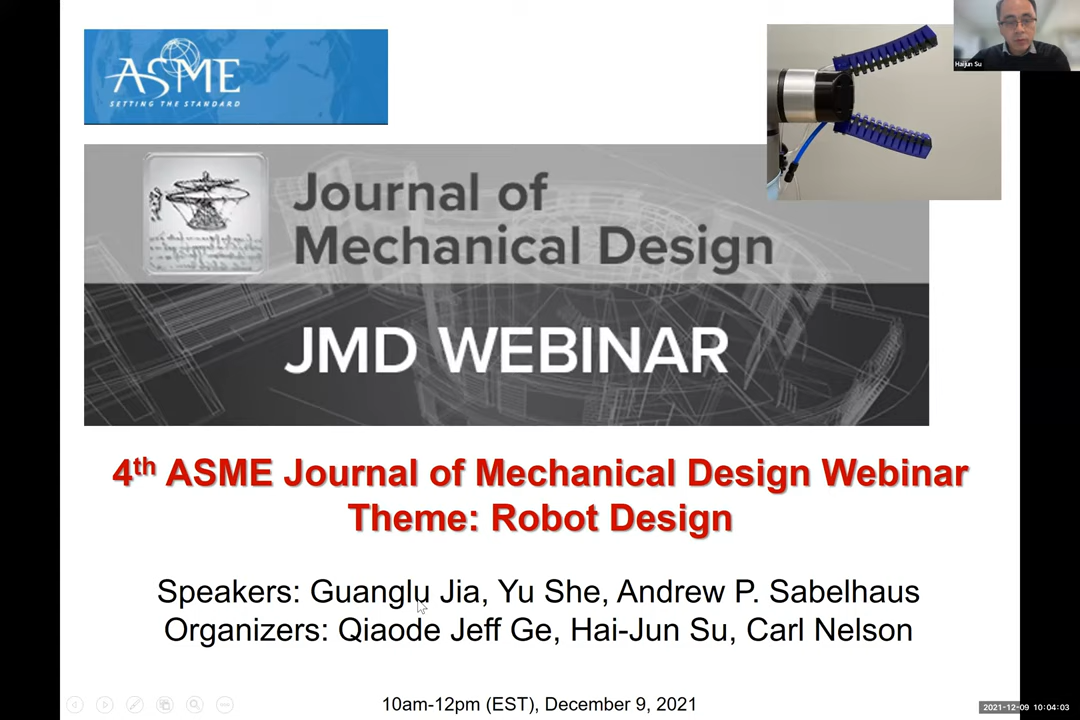 ASME
SETTING THE STANDARD
Haijun Su
Journal of
Mechanical Design
JMD WEBINAR
4th ASME Journal of Mechanical Design Webinar
Theme: Robot Design
Speakers: Guanglu Jia, Yu She, Andrew P. Sabelhaus
Organizers: Qiaode Jeff Ge, Hai-Jun Su, Carl Nelson
10am-12pm (EST), December 9, 2021
2021-12-09 10:04:03